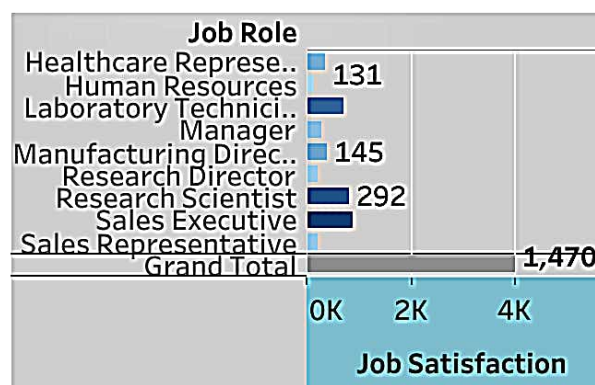 Job Role
Healthcare Represe..
131
Human Resources
Laboratory Technici..
Manager
Manufacturing Direc.. 145
Research Director
Research Scientist 292
Sales Executive
Sales Representative
Grand Total 1,470
0K 2K 4K
Job Satisfaction